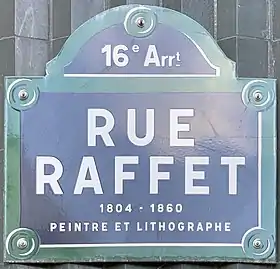 16e Arrt
RUE
RAFFET
1804 - 1860
PEINTRE ET LITHOGRAPHE